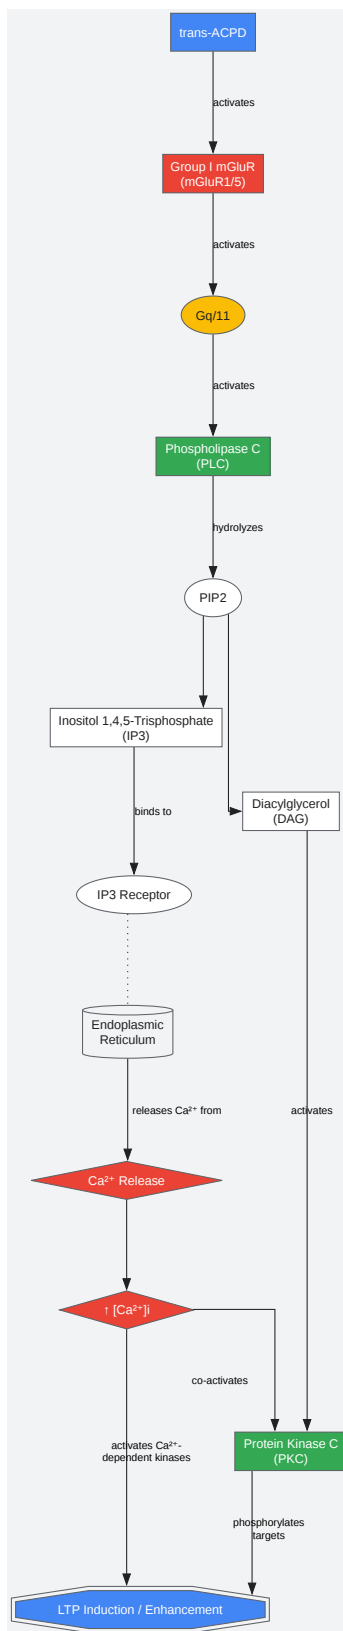 trans-ACPD
activates
Group I mGluR
(mGluR1/5)
activates
Gq/11
activates
Phospholipase C
(PLC)
hydrolyzes
PIP2
Inositol 1,4,5-Trisphosphate
(IP3)
Diacylglycerol
(DAG)
binds to
IP3 Receptor
Endoplasmic
Reticulum
releases Ca²⁺ from
activates
Ca²⁺ Release
↑ [Ca²⁺]i
co-activates
activates Ca²⁺-
dependent kinases
Protein Kinase C
(PKC)
phosphorylates
targets
LTP Induction / Enhancement